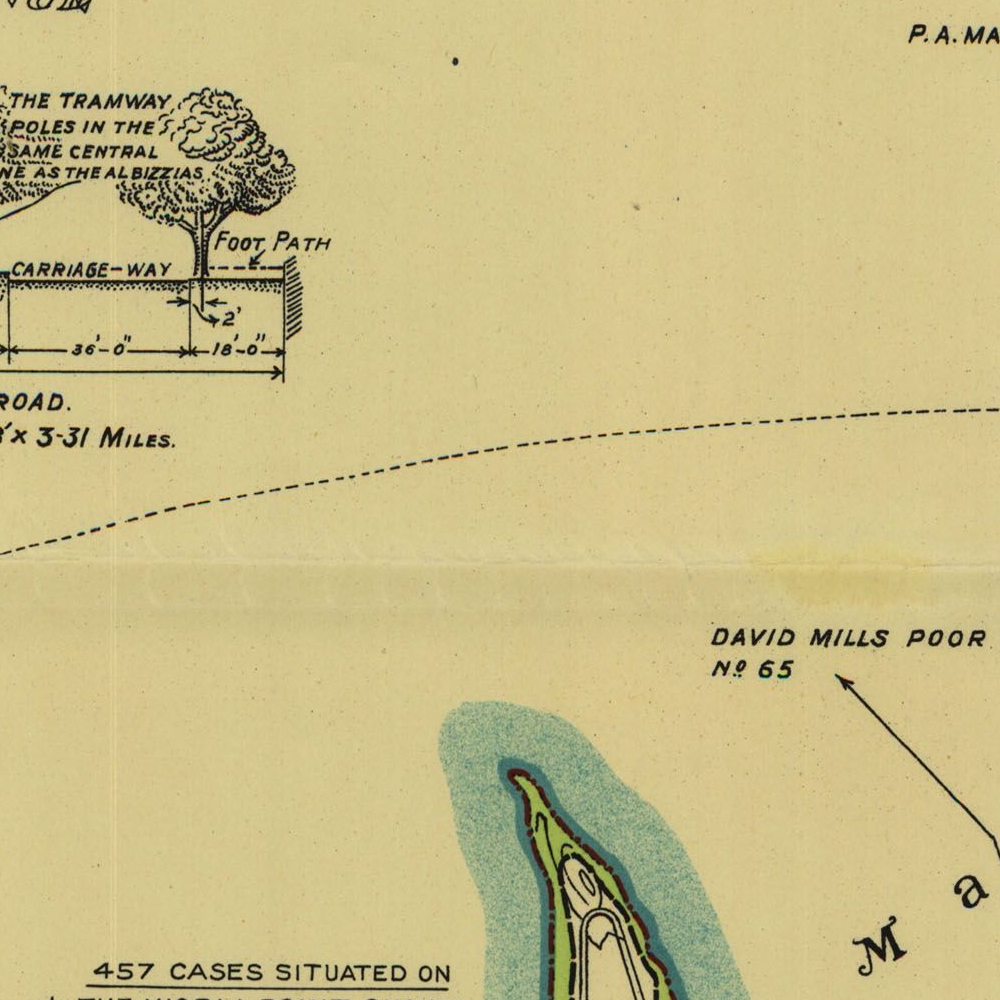 P. A. MA
THE TRAMWAY
POLES IN THE
SAME CENTRAL
NE AS THE ALBIZZIAS
FOOT PATH
CARRIAGE-WAY
2'
36'-0" 18'-0"
ROAD.
8' x 3-31 MILES.
DAVID MILLS POOR
Nº 65
M a
457 CASES SITUATED ON